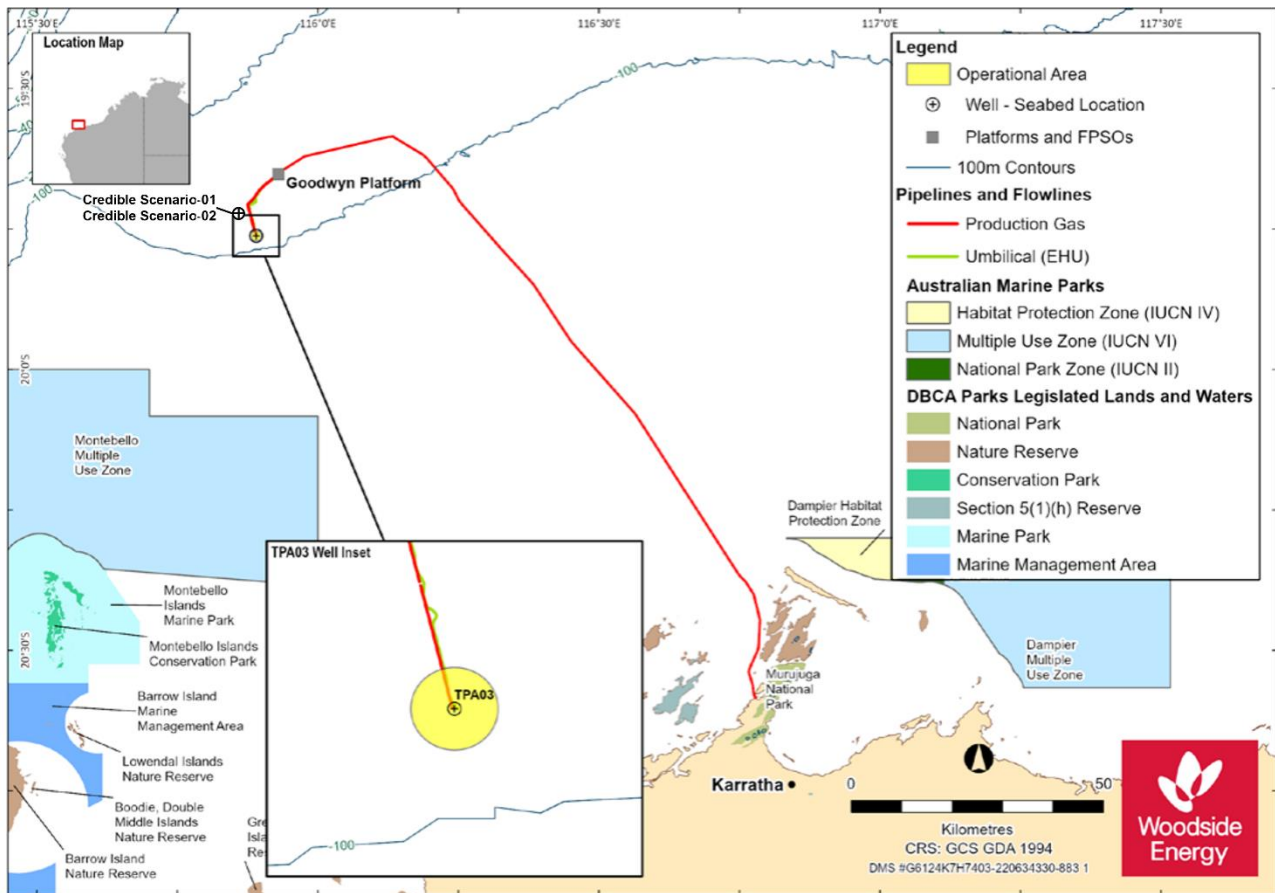 115°30'E
116°0'E
116°30'E
117°0'E
117°30'E
Location Map
19°30'S
-100
-100
Goodwyn Platform
Credible Scenario-01
Credible Scenario-02
20°0'S
20°30'S
Montebello
Multiple
Use Zone
Montebello
Islands
Marine Park
Montebello Islands
Conservation Park
Barrow Island
Marine
Management Area
Lowendal Islands
Nature Reserve
Boodie, Double
Middle Islands
Nature Reserve
Barrow Island
Nature Reserve
TPA03 Well Inset
TPA03
-100
Dampier Habitat
Protection Zone
Dampier
Multiple
Use Zone
Murujuga
National
Park
Karratha
Legend
Operational Area
Well - Seabed Location
Platforms and FPSOs
100m Contours
Pipelines and Flowlines
Production Gas
Umbilical (EHU)
Australian Marine Parks
Habitat Protection Zone (IUCN IV)
Multiple Use Zone (IUCN VI)
National Park Zone (IUCN II)
DBCA Parks Legislated Lands and Waters
National Park
Nature Reserve
Conservation Park
Section 5(1)(h) Reserve
Marine Park
Marine Management Area
0
50
Kilometres
CRS: GCS GDA 1994
DMS #G6124K7H7403-220634330-883 1
Woodside
Energy